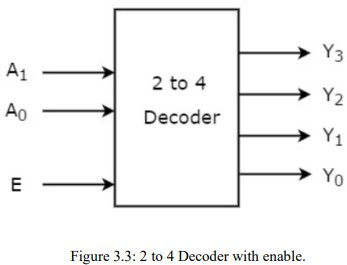 A1
A0
E
2 to 4
Decoder
Y3
Y2
Y1
Y0
Figure 3.3: 2 to 4 Decoder with enable.